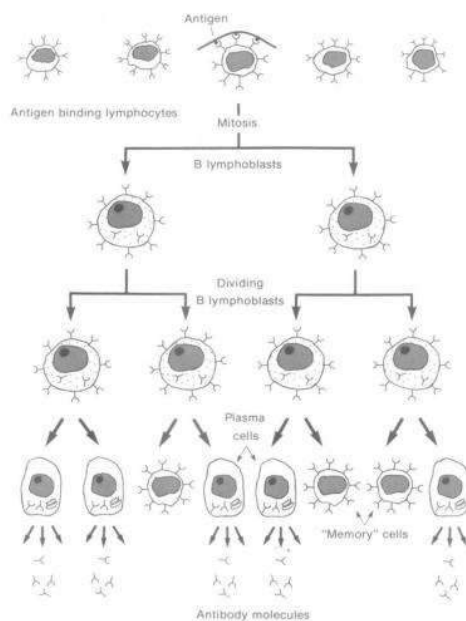 Antigen
Antigen binding lymphocytes
Mitosis
B lymphoblasts
Dividing
B lymphoblasts
Plasma
cells
"Memory" cells
Antibody molecules